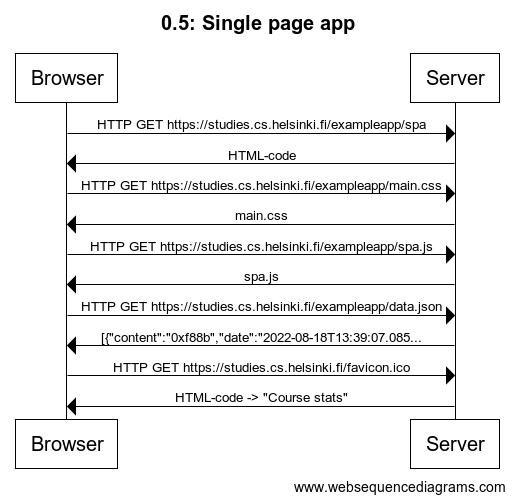 0.5: Single page app
Browser
Server
HTTP GET https://studies.cs.helsinki.fi/exampleapp/spa
HTML-code
HTTP GET https://studies.cs.helsinki.fi/exampleapp/main.css
main.css
HTTP GET https://studies.cs.helsinki.fi/exampleapp/spa.js
spa.js
HTTP GET https://studies.cs.helsinki.fi/exampleapp/data.json
[{"content":"0xf88b","date":"2022-08-18T13:39:07.085...
HTTP GET https://studies.cs.helsinki.fi/favicon.ico
HTML-code -> "Course stats"
Browser
Server
www.websequencediagrams.com